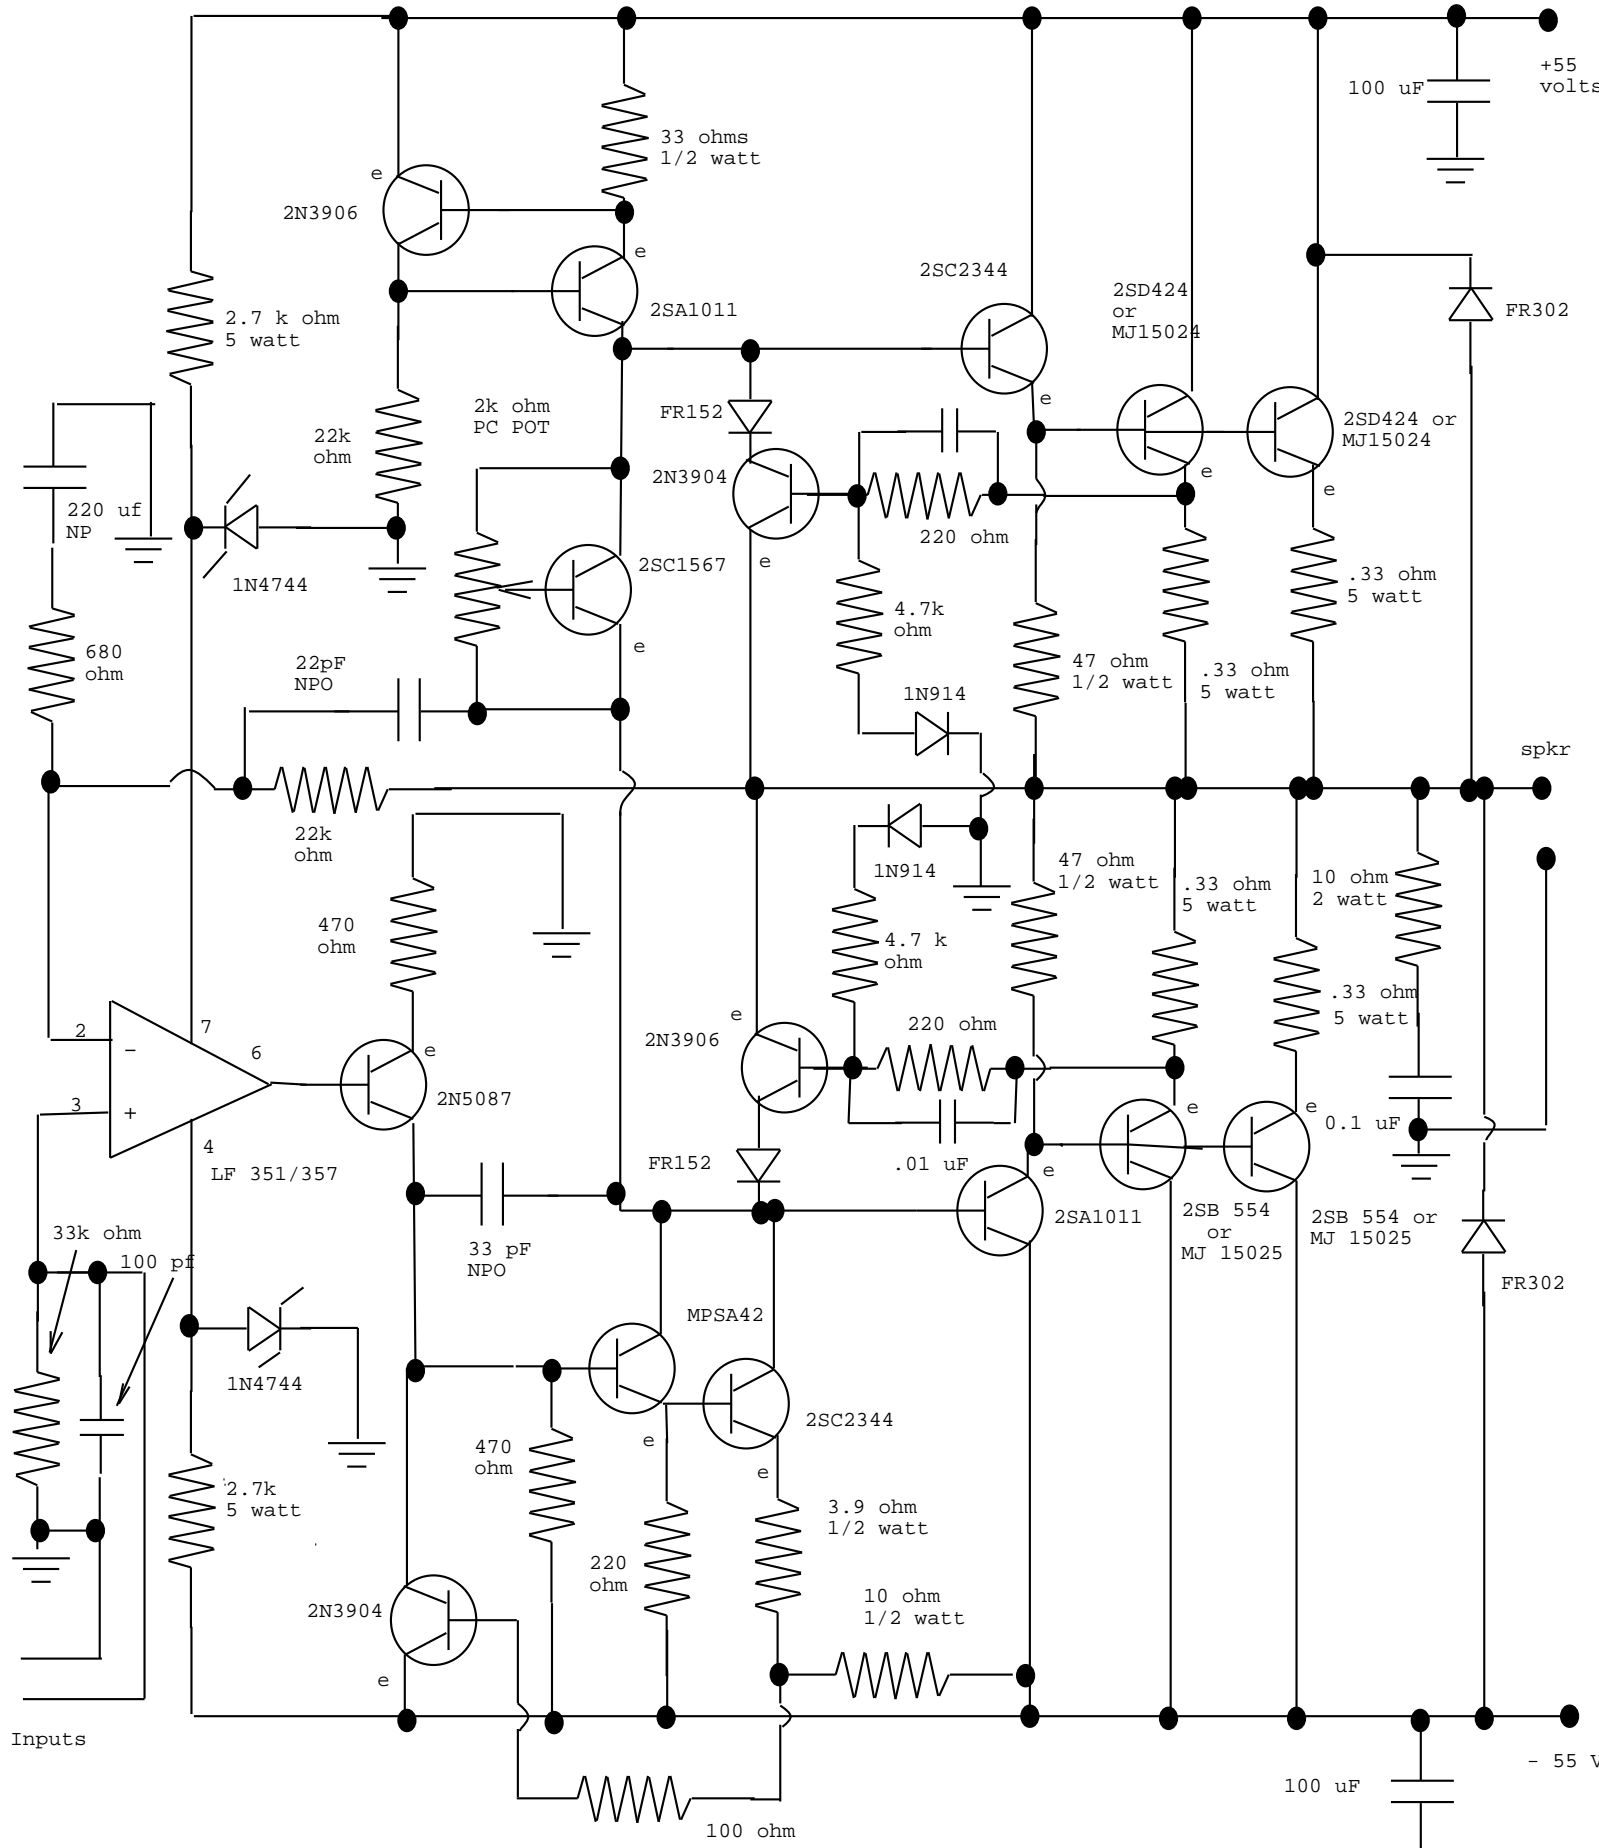 +55
volts
100 uF
33 ohms
1/2 watt
e
2N3906
e
2SA1011
2SC2344
2SD424
or
MJ15024
FR302
2.7 k ohm
5 watt
e
2k ohm
PC POT
FR152
2SD424 or
MJ15024
22k
ohm
2N3904
e
e
220 uf
NP
220 ohm
1N4744
2SC1567
e
.33 ohm
5 watt
4.7k
ohm
680
ohm
e
22pF
NPO
47 ohm
1/2 watt
.33 ohm
5 watt
1N914
spkr
22k
ohm
1N914
47 ohm
1/2 watt
.33 ohm
5 watt
10 ohm
2 watt
470
ohm
4.7 k
ohm
.33 ohm
5 watt
2
-
7
6
e
e
2N3906
220 ohm
3
+
2N5087
e
e
0.1 uF
4
LF 351/357
FR152
.01 uF
e
2SA1011
2SB 554
or
MJ 15025
2SB 554 or
MJ 15025
33k ohm
100 pf
33 pF
NPO
FR302
MPSA42
1N4744
2SC2344
e
470
ohm
e
2.7k
5 watt
3.9 ohm
1/2 watt
220
ohm
10 ohm
1/2 watt
2N3904
e
Inputs
- 55 V
100 uF
100 ohm